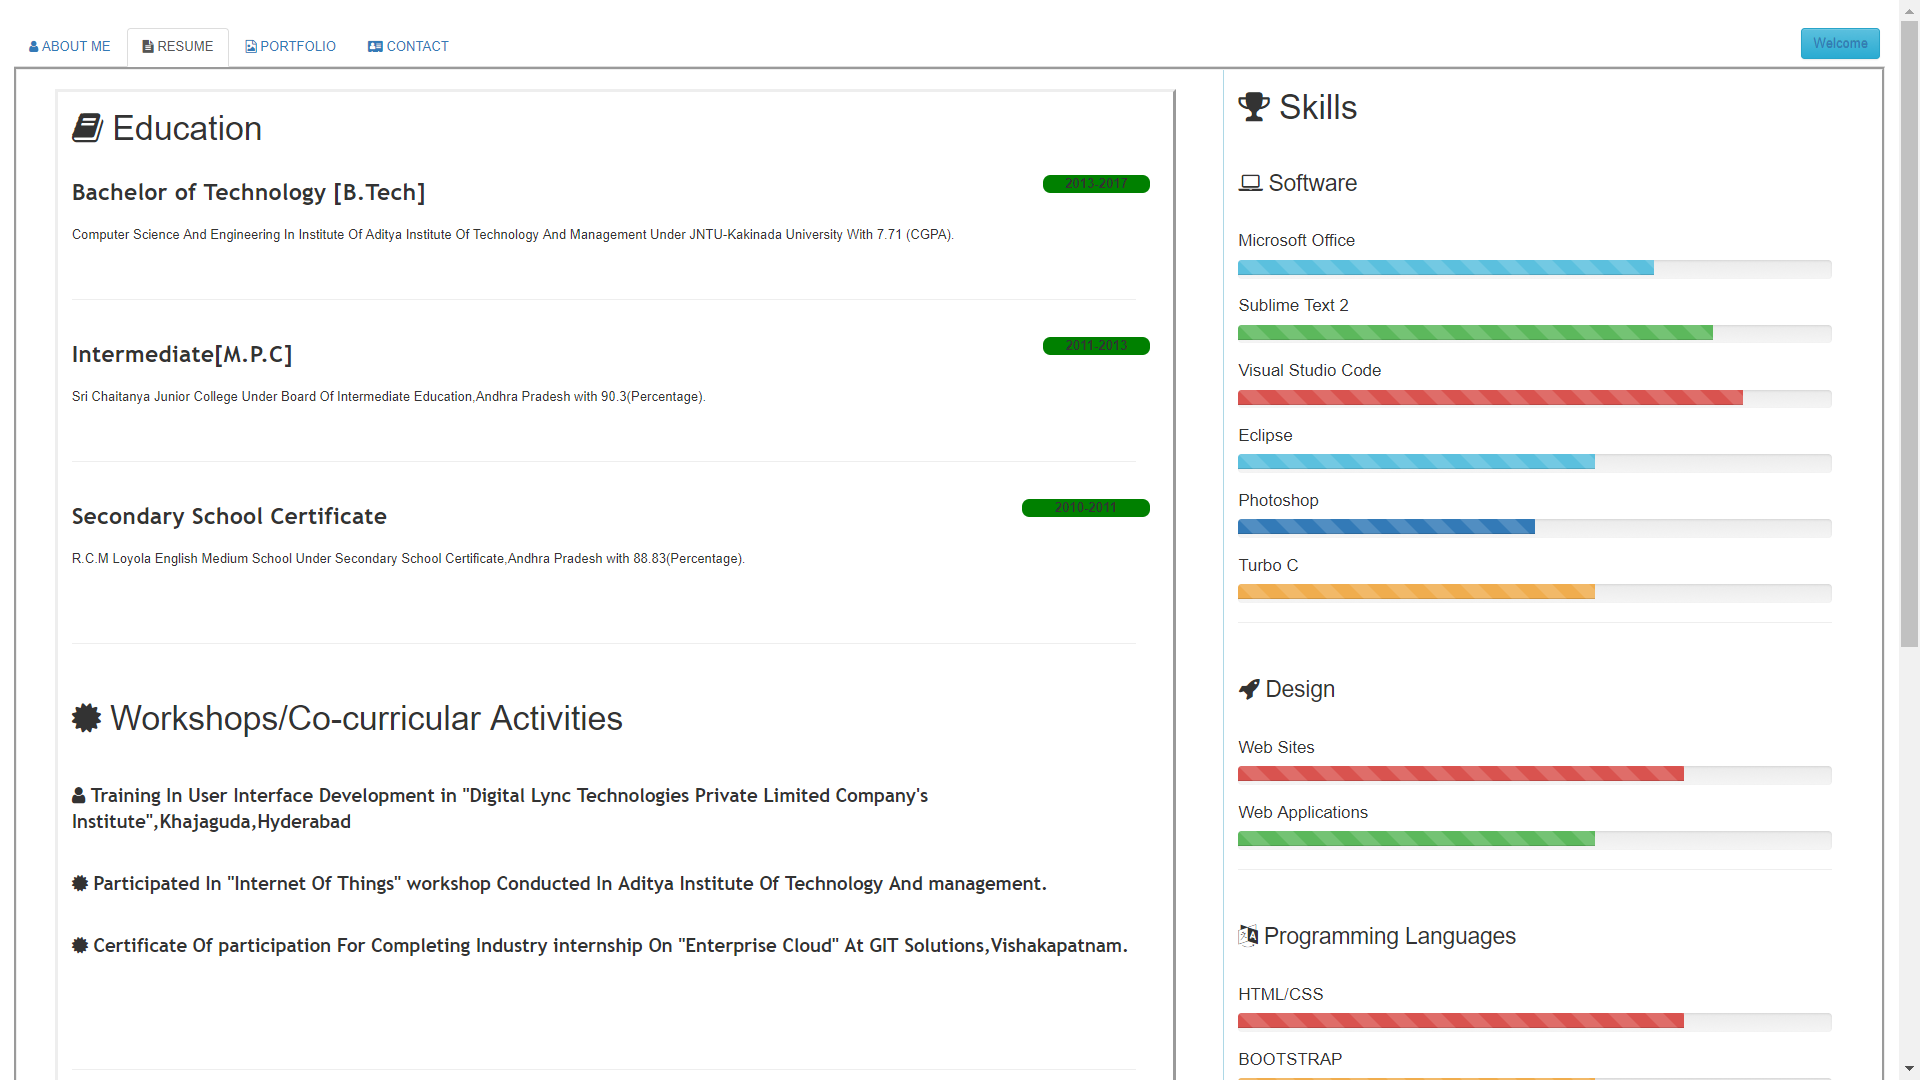 ABOUT ME
RESUME
PORTFOLIO
CONTACT
Welcome
Education
Bachelor of Technology [B.Tech]
2013-2017
Computer Science And Engineering In Institute Of Aditya Institute Of Technology And Management Under JNTU-Kakinada University With 7.71 (CGPA).
Intermediate[M.P.C]
2011-2013
Sri Chaitanya Junior College Under Board Of Intermediate Education,Andhra Pradesh with 90.3(Percentage).
Secondary School Certificate
2010-2011
R.C.M Loyola English Medium School Under Secondary School Certificate,Andhra Pradesh with 88.83(Percentage).
Workshops/Co-curricular Activities
Training In User Interface Development in "Digital Lync Technologies Private Limited Company's
Institute",Khajaguda,Hyderabad
Participated In "Internet Of Things" workshop Conducted In Aditya Institute Of Technology And management.
Certificate Of participation For Completing Industry internship On "Enterprise Cloud" At GIT Solutions,Vishakapatnam.
Skills
Software
Microsoft Office
Sublime Text 2
Visual Studio Code
Eclipse
Photoshop
Turbo C
Design
Web Sites
Web Applications
Programming Languages
HTML/CSS
BOOTSTRAP